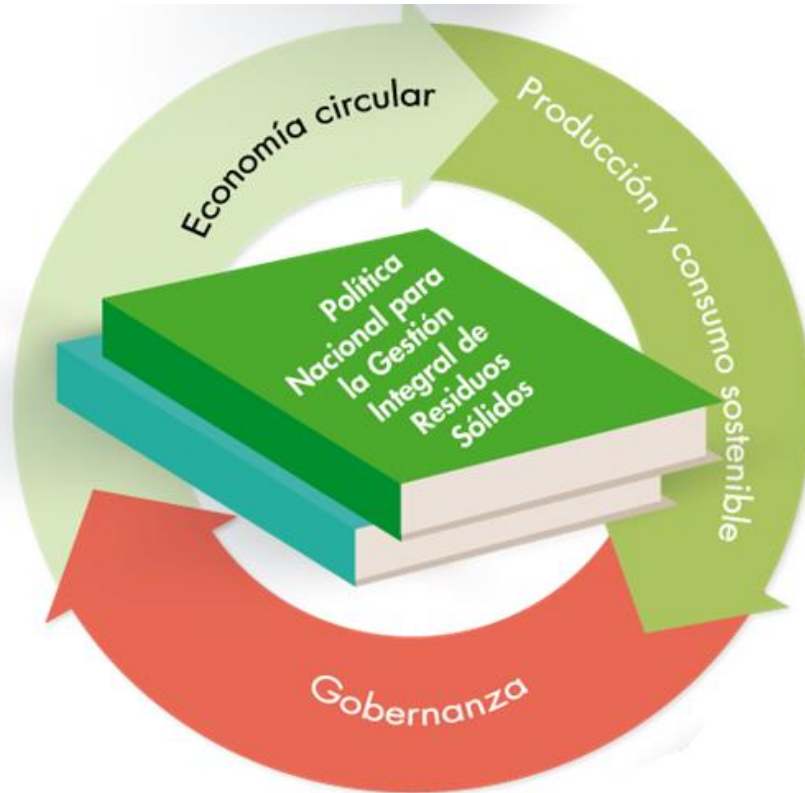 Economía circular
Producción y consumo sostenible
Política
Nacional para
la Gestión
Integral de
Residuos
Sólidos
Gobernanza